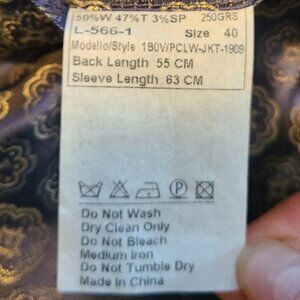 50%W 47%T 3%SP 250GRS
L-566-1 Size 40
Modello/Style 1B0V/PCLW-JKT-1909
Back Length 55 CM
Sleeve Length 63 CM
P
Do Not Wash
Dry Clean Only
Do Not Bleach
Medium Iron
Do Not Tumble Dry
Made in China